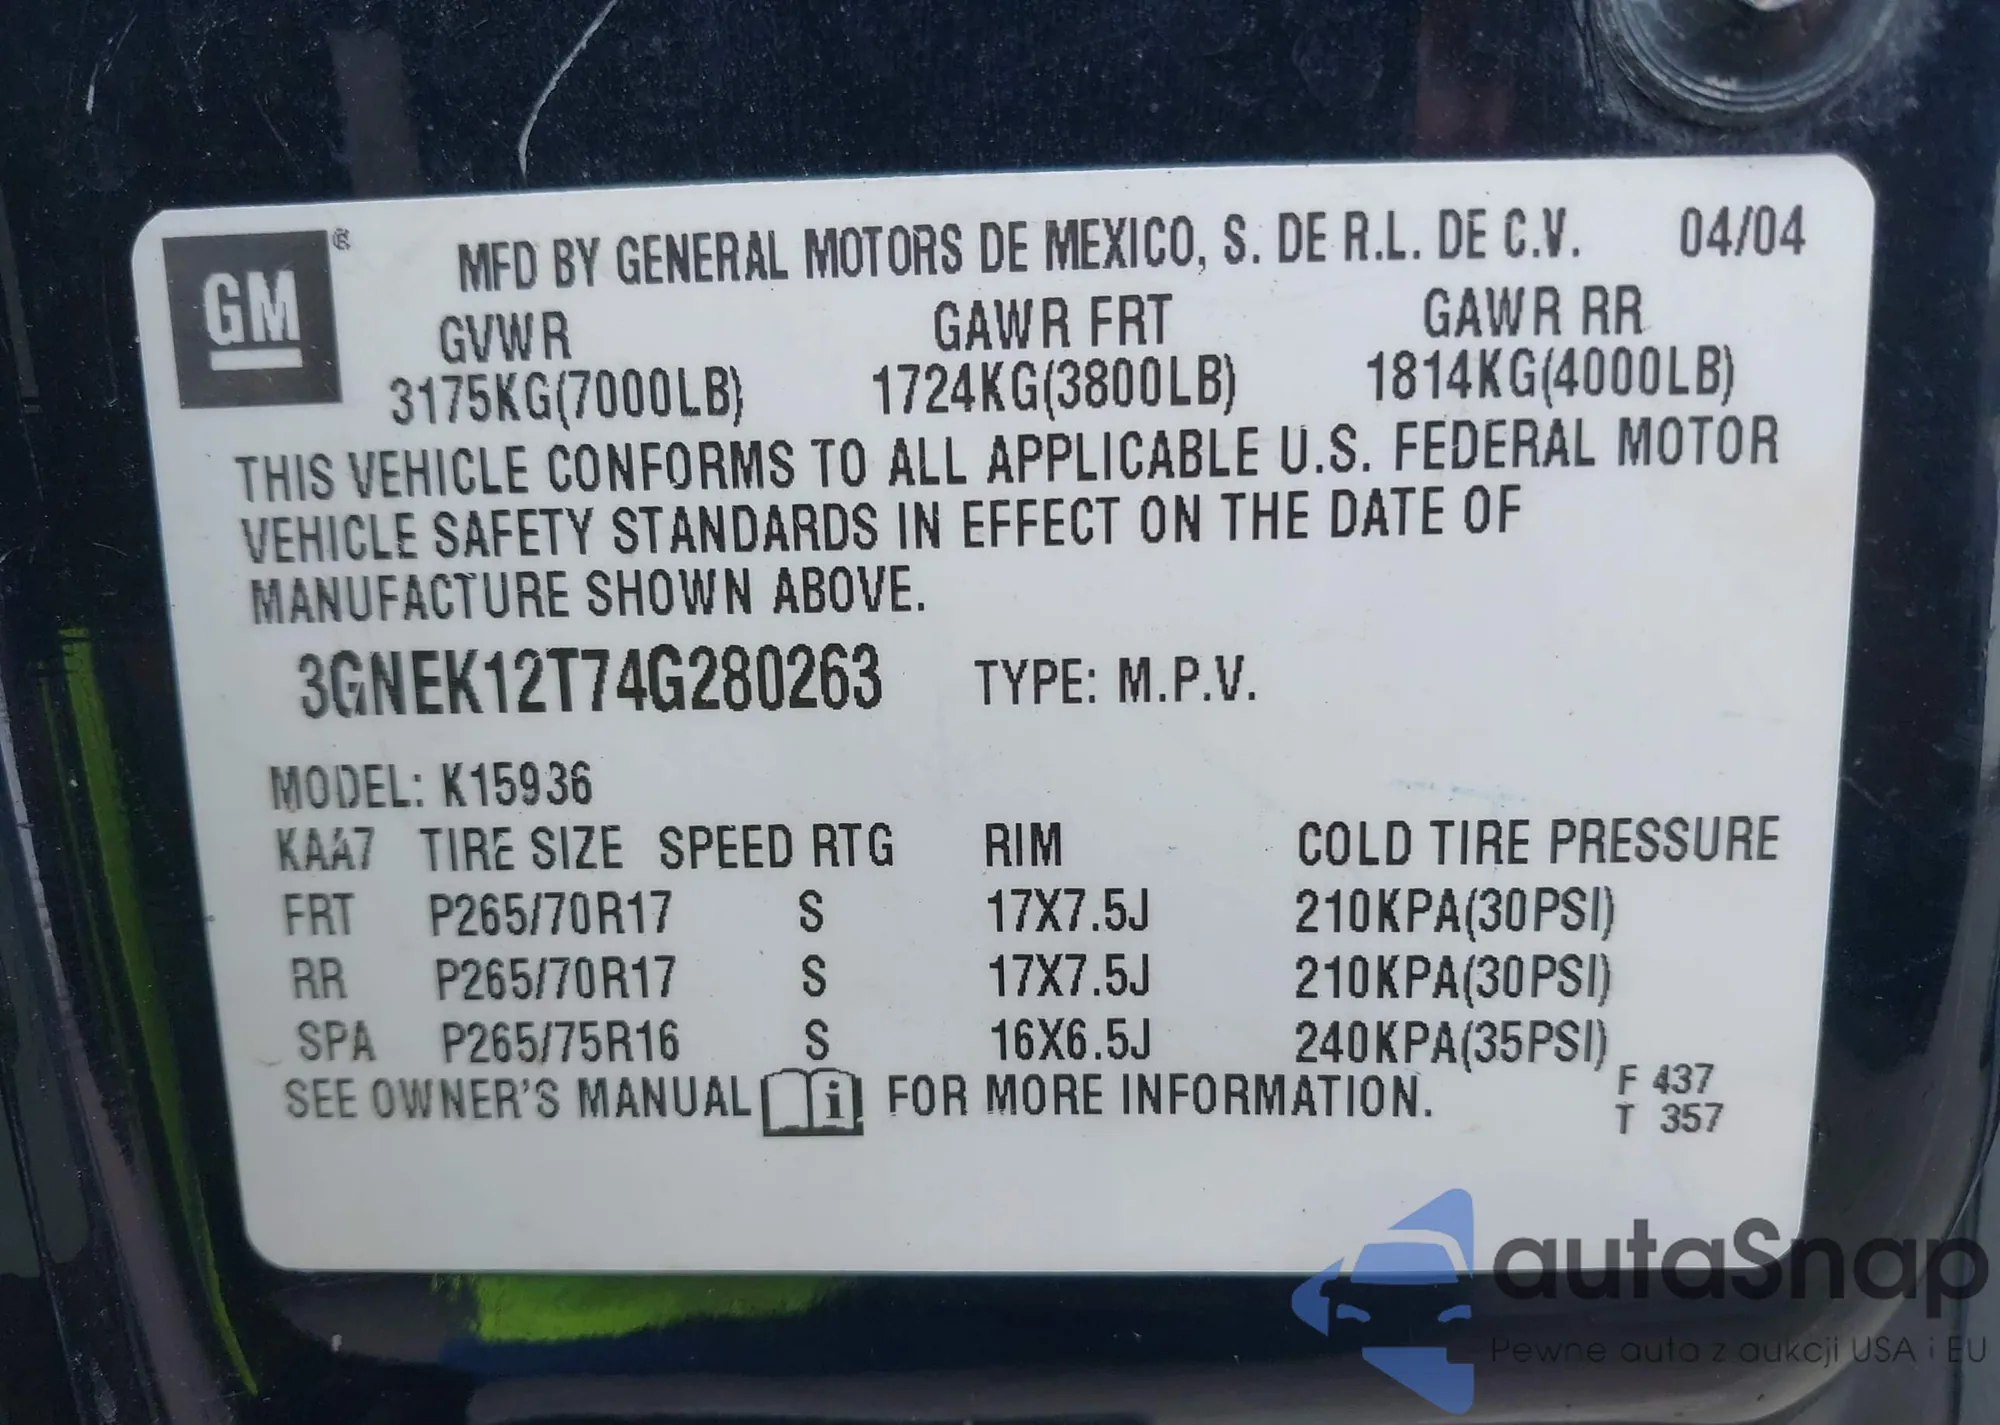 GM ®
MFD BY GENERAL MOTORS DE MEXICO, S. DE R.L. DE C.V. 04/04
GVWR GAWR FRT GAWR RR
3175KG(7000LB) 1724KG(3800LB) 1814KG(4000LB)
THIS VEHICLE CONFORMS TO ALL APPLICABLE U.S. FEDERAL MOTOR
VEHICLE SAFETY STANDARDS IN EFFECT ON THE DATE OF
MANUFACTURE SHOWN ABOVE.
3GNEK12T74G280263 TYPE: M.P.V.
MODEL: K15936
KAA7 TIRE SIZE SPEED RTG RIM COLD TIRE PRESSURE
FRT P265/70R17 S 17X7.5J 210KPA(30PSI)
RR P265/70R17 S 17X7.5J 210KPA(30PSI)
SPA P265/75R16 S 16X6.5J 240KPA(35PSI)
SEE OWNER'S MANUAL i FOR MORE INFORMATION.
F 437
T 357
autaSnap
Pewne auta z aukcji USA i EU